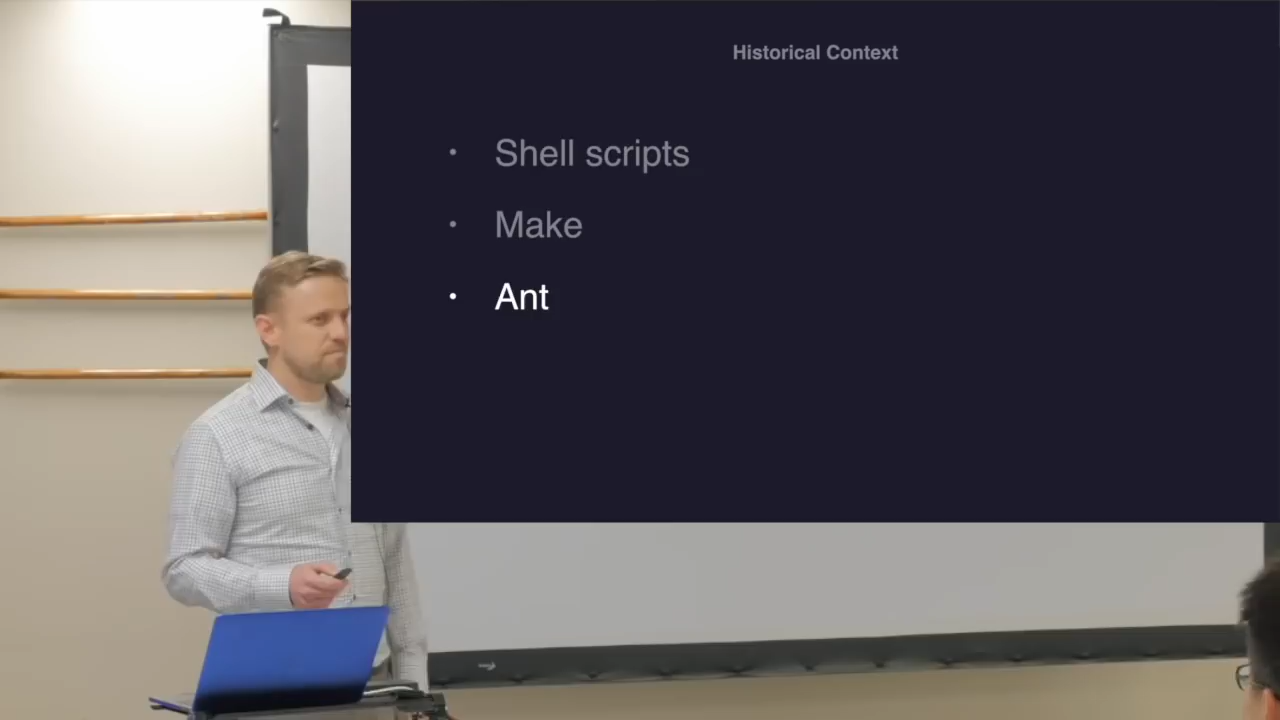 Historical Context
• Shell scripts
• Make
• Ant